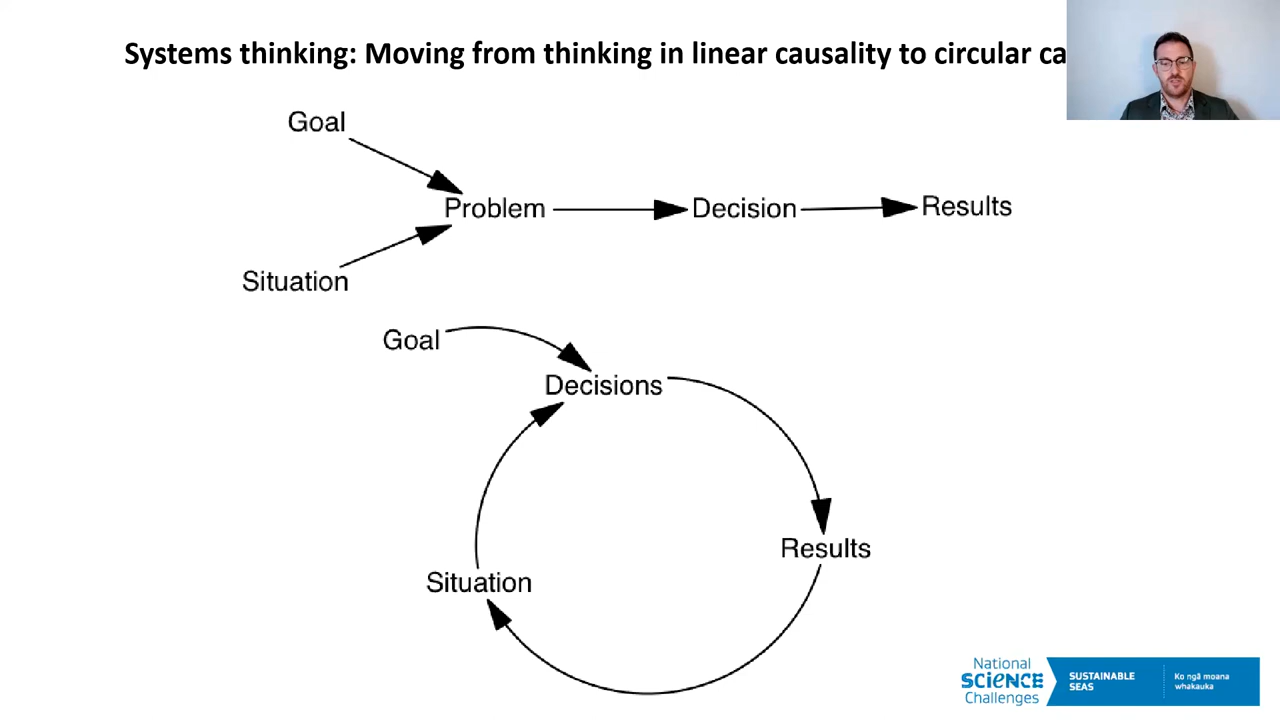 Systems thinking: Moving from thinking in linear causality to circular
Goal
Problem
Decision
Results
Situation
Goal
Decisions
Results
Situation
National
SCIENCE
Challenges
SUSTAINABLE
SEAS
Ko ngā moana
whakauka